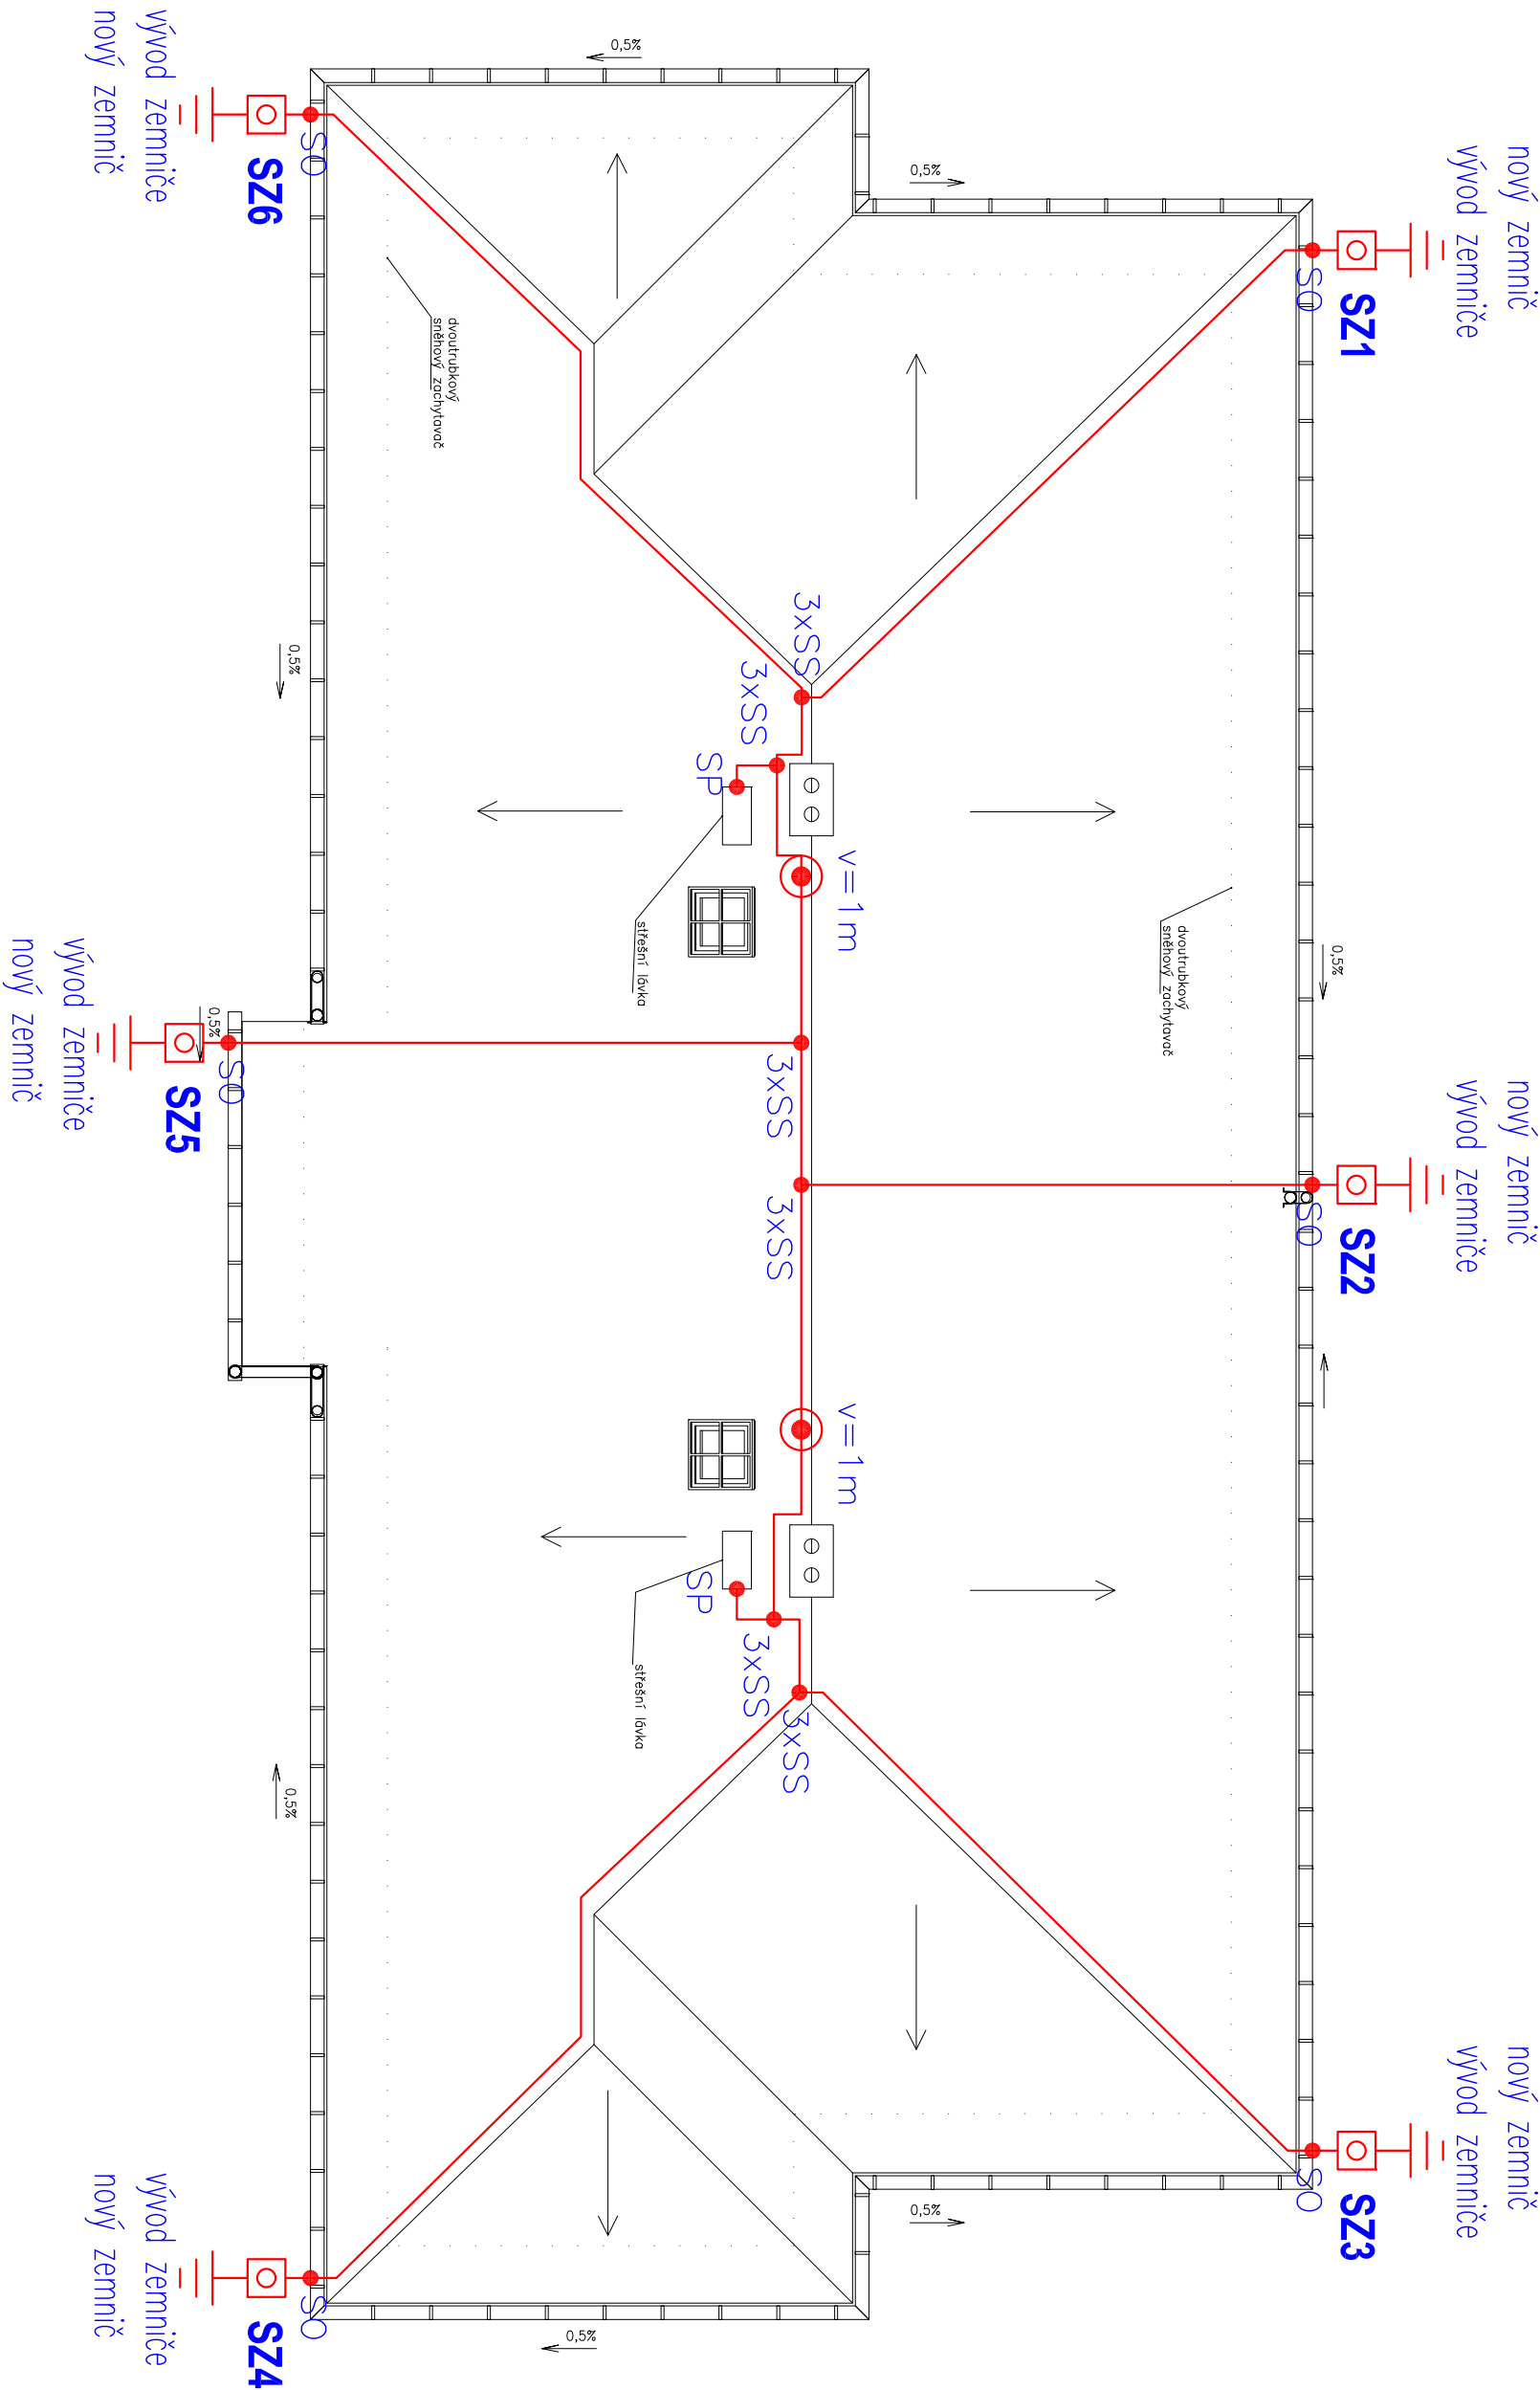 0,5%
vývod zemniče
nový zemnič
SZ6
SO
0,5%
nový zemnič
vývod zemniče
SZ1
SO
dvoutrubkový
sněhový zachytavač
3xSS
3xSS
SP
0,5%
v=1m
střešní lávka
dvoutrubkový
sněhový zachytavač
0,5%
vývod zemniče
nový zemnič
0,5%
SO
SZ5
3xSS
nový zemnič
vývod zemniče
SZ2
SO
3xSS
v=1m
SP
3xSS
střešní lávka
3xSS
0,5%
nový zemnič
vývod zemniče
SZ3
SO
0,5%
vývod zemniče
nový zemnič
SZ4
SO
0,5%